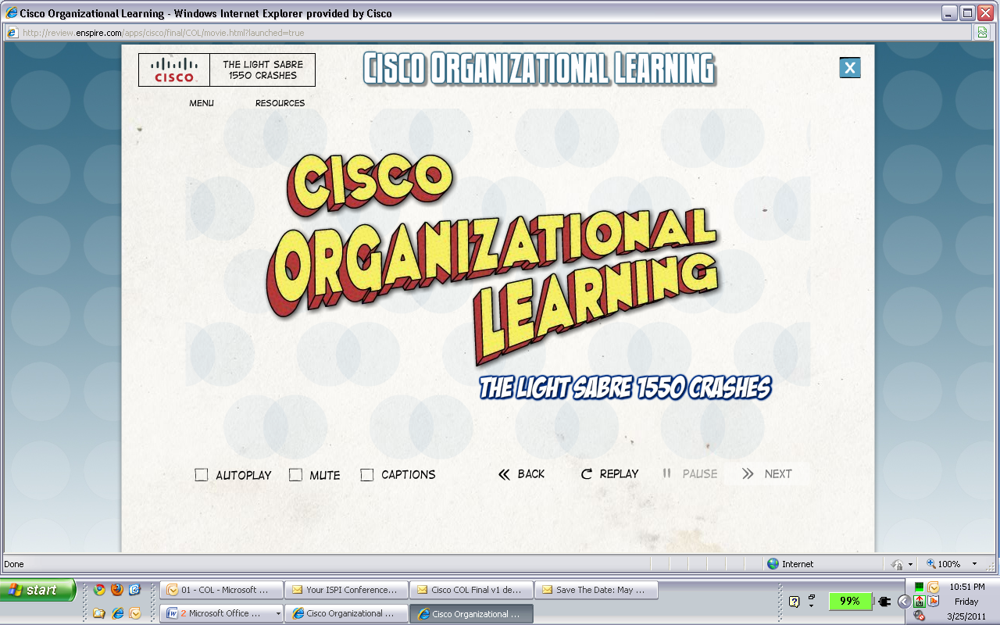 Cisco Organizational Learning - Windows Internet Explorer provided by Cisco
http://review.enspire.com/apps/cisco/final/COL/movie.html?launched=true
CISCO
THE LIGHT SABRE
1550 CRASHES
CISCO ORGANIZATIONAL LEARNING
X
MENU
RESOURCES
CISCO
ORGANIZATIONAL
LEARNING
THE LIGHT SABRE 1550 CRASHES
AUTOPLAY
MUTE
CAPTIONS
BACK
REPLAY
PAUSE
NEXT
Done
Internet
100%
start
01 - COL - Microsoft ...
Your ISPI Conference...
Cisco COL Final v1 de...
Save The Date: May ...
2 Microsoft Office ...
Cisco Organizational ...
Cisco Organizational ...
99%
10:51 PM
Friday
3/25/2011